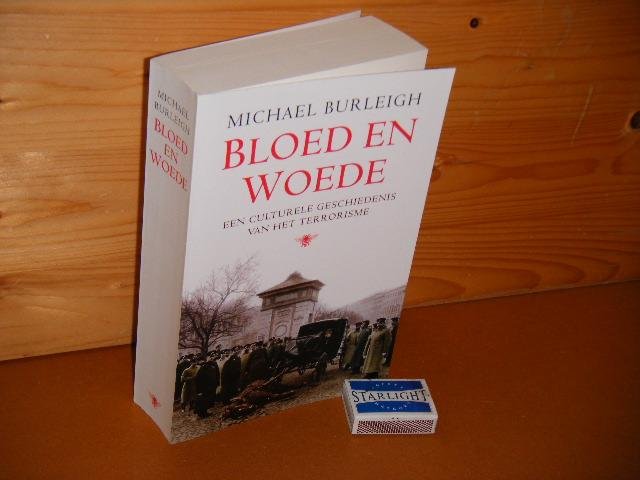 MICHAEL
BURLEIGH
BLOED
EN
WOEDE
MICHAEL BURLEIGH
BLOED EN
WOEDE
EEN CULTURELE GESCHIEDENIS
VAN HET TERRORISME
STARLIGHT